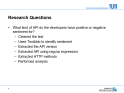 Research Questions
• What kind of API do the developers have positive or negative
sentiment for?
– Cleaned the text
– Used Textblob to identify sentiment
– Extracted the API version
– Extracted API using regular expression
– Extracted HTTP methods
– Performed analysis